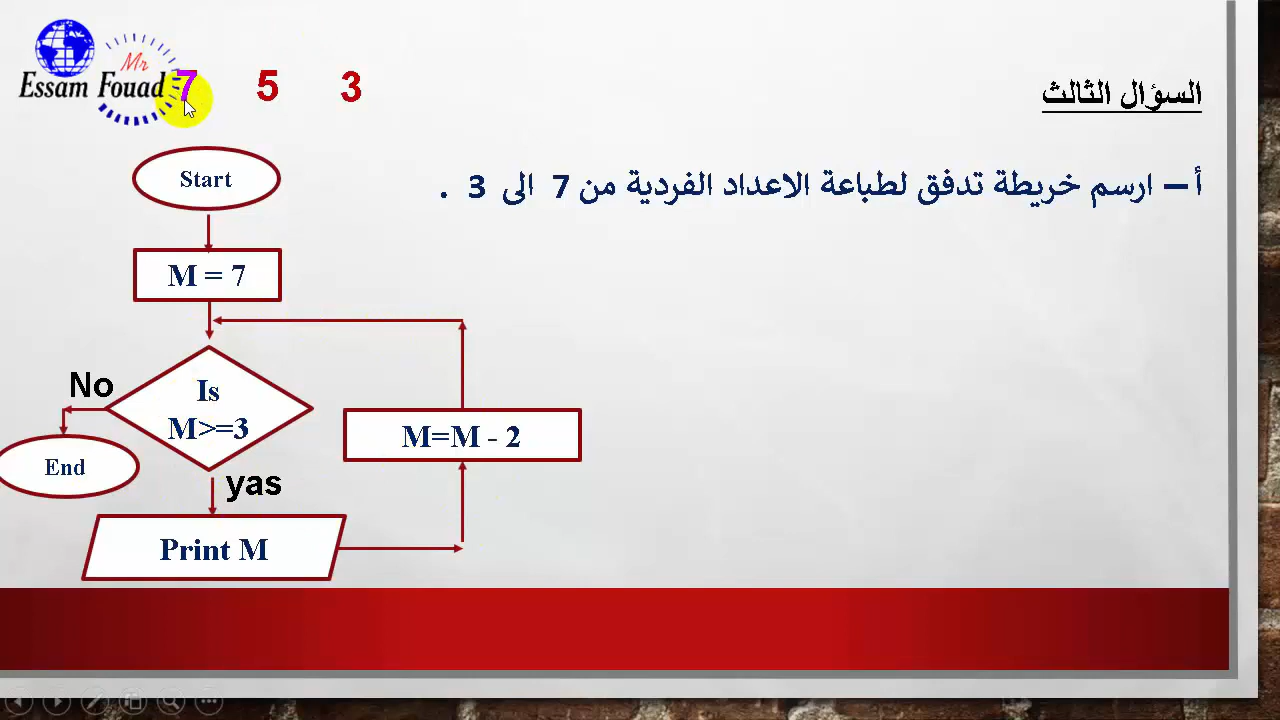 Mr
Essam Fouad
7 5 3
السؤال الثالث
أ – ارسم خريطة تدفق لطباعة الاعداد الفردية من 7 الى 3 .
Start
M = 7
Is
M>=3
No
End
yas
Print M
M=M - 2